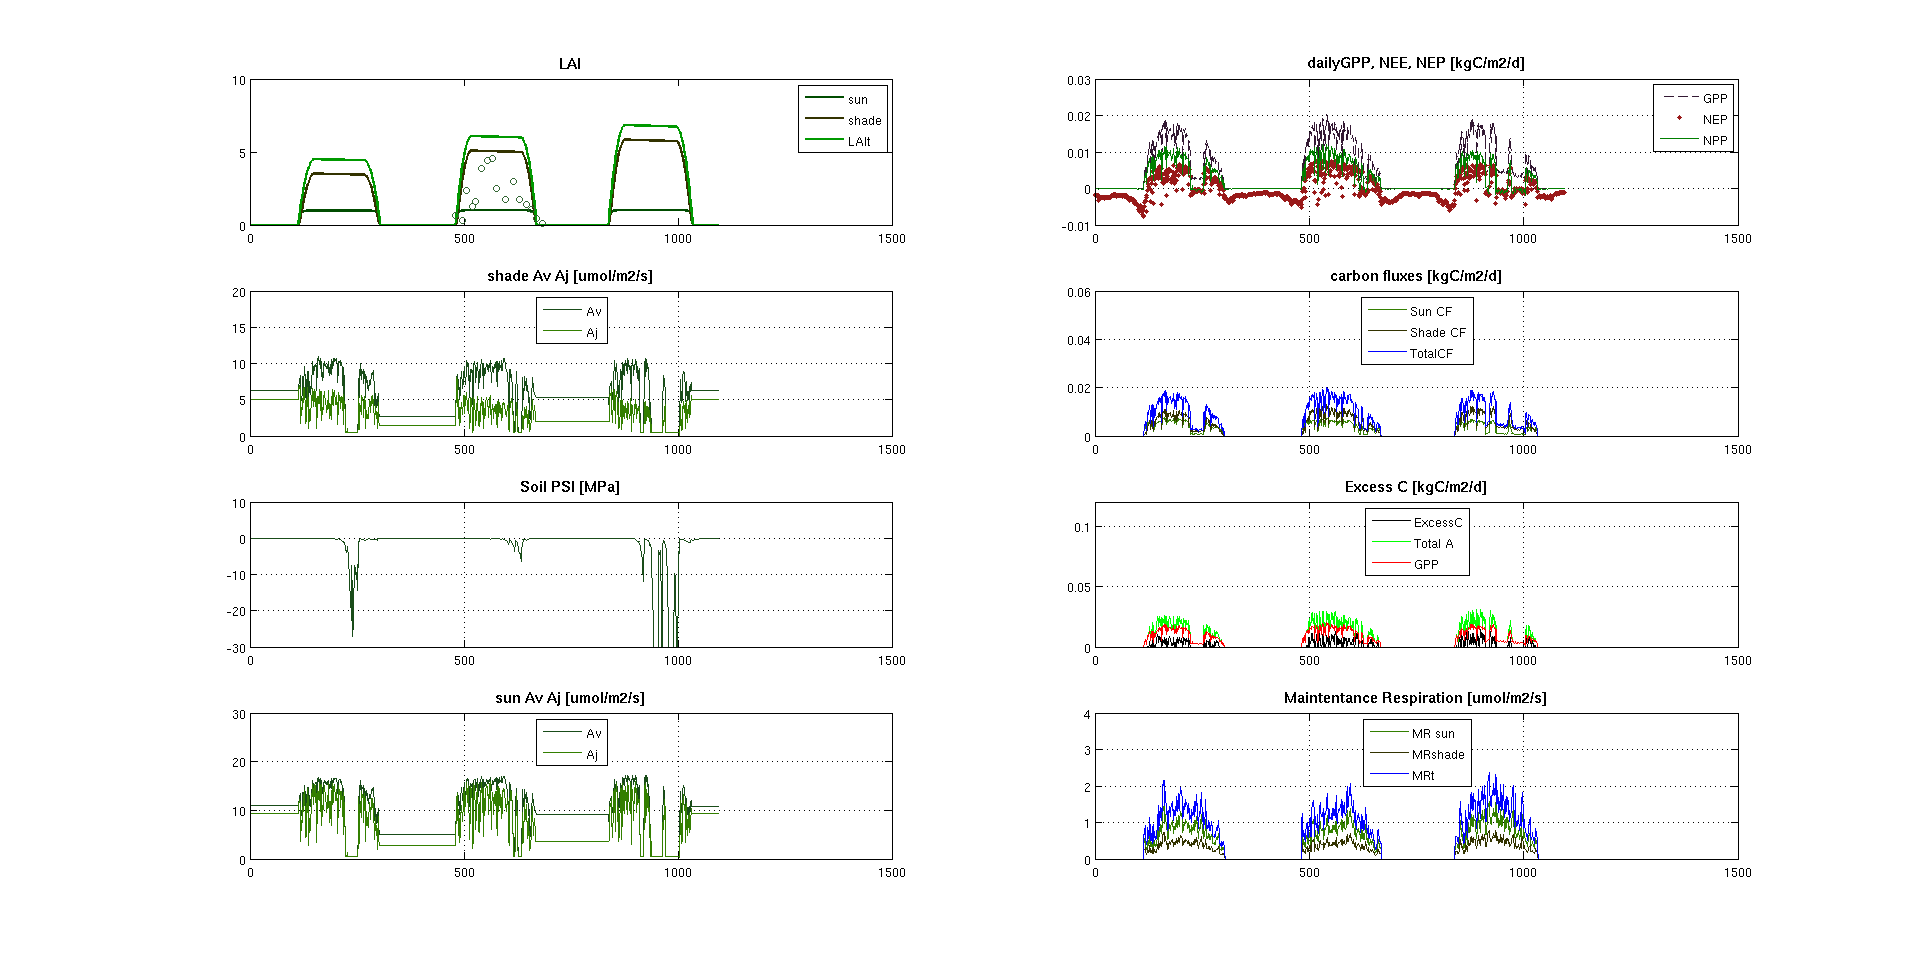 LAI
10
5
0
0
500
1000
1500
sun
shade
LAIt
dailyGPP, NEE, NEP [kgC/m2/d]
0.03
0.02
0.01
0
-0.01
0
500
1000
1500
GPP
NEP
NPP
shade Av Aj [umol/m2/s]
20
15
10
5
0
0
500
1000
1500
Av
Aj
carbon fluxes [kgC/m2/d]
0.06
0.04
0.02
0
0
500
1000
1500
Sun CF
Shade CF
TotalCF
Soil PSI [MPa]
10
0
-10
-20
-30
0
500
1000
1500
Excess C [kgC/m2/d]
0.1
0.05
0
0
500
1000
1500
ExcessC
Total A
GPP
sun Av Aj [umol/m2/s]
30
20
10
0
0
500
1000
1500
Av
Aj
Maintentance Respiration [umol/m2/s]
4
3
2
1
0
0
500
1000
1500
MR sun
MRshade
MRt